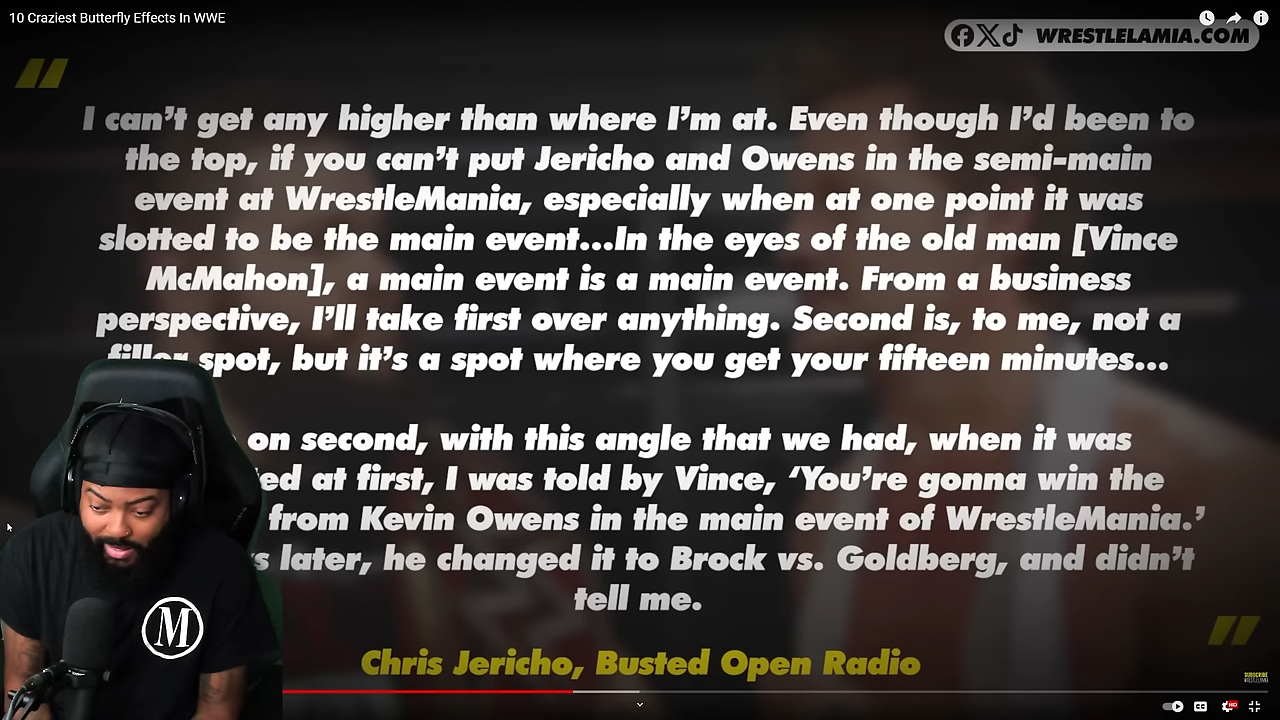 10 Craziest Butterfly Effects In WWE
WRESTLELAMIA.COM
I can't get any higher than where I'm at. Even though I'd been to
the top, if you can't put Jericho and Owens in the semi-main
event at WrestleMania, especially when at one point it was
slotted to be the main event...In the eyes of the old man [Vince
McMahon], a main event is a main event. From a business
perspective, I'll take first over anything. Second is, to me, not a
filler spot, but it's a spot where you get your fifteen minutes...
on second, with this angle that we had, when it was
at first, I was told by Vince, 'You're gonna win the
from Kevin Owens in the main event of WrestleMania.'
later, he changed it to Brock vs. Goldberg, and didn't
tell me.
Chris Jericho, Busted Open Radio
M
SUBSCRIBE
WRESTLELAMIA
CC
HD